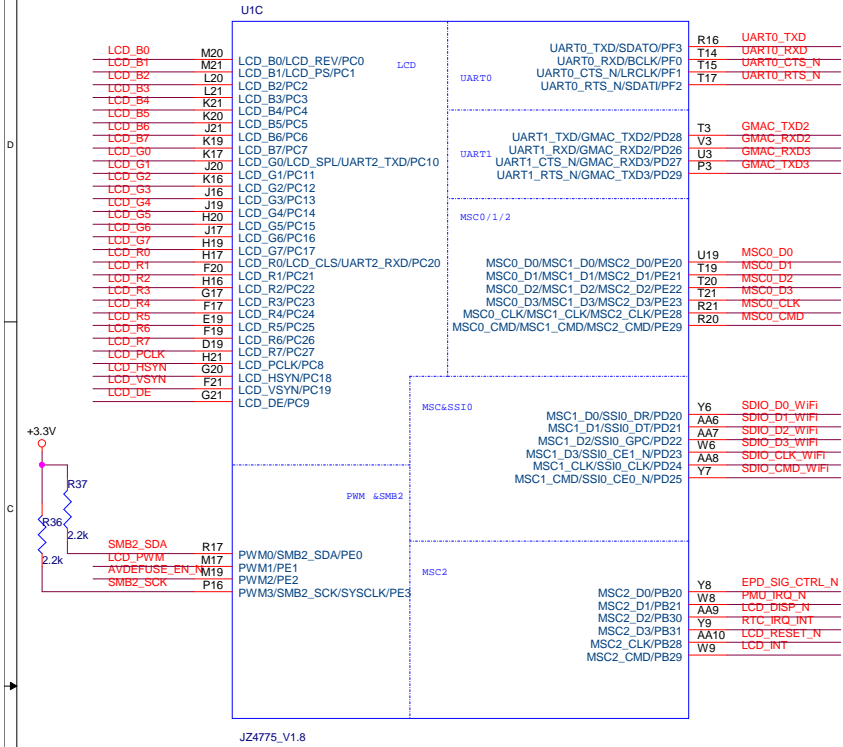 U1C
LCD_B0 M20 LCD_B0/LCD_REV/PC0
LCD_B1 M21 LCD_B1/LCD_PS/PC1
LCD_B2 L20 LCD_B2/PC2
LCD_B3 L21 LCD_B3/PC3
LCD_B4 K21 LCD_B4/PC4
LCD_B5 K20 LCD_B5/PC5
LCD_B6 J21 LCD_B6/PC6
LCD_B7 K19 LCD_B7/PC7
LCD_G0 K17 LCD_G0/LCD_SPL/UART2_TXD/PC10
LCD_G1 J20 LCD_G1/PC11
LCD_G2 K16 LCD_G2/PC12
LCD_G3 J16 LCD_G3/PC13
LCD_G4 J19 LCD_G4/PC14
LCD_G5 H20 LCD_G5/PC15
LCD_G6 J17 LCD_G6/PC16
LCD_G7 H19 LCD_G7/PC17
LCD_R0 H17 LCD_R0/LCD_CLS/UART2_RXD/PC20
LCD_R1 F20 LCD_R1/PC21
LCD_R2 H16 LCD_R2/PC22
LCD_R3 G17 LCD_R3/PC23
LCD_R4 F17 LCD_R4/PC24
LCD_R5 E19 LCD_R5/PC25
LCD_R6 F19 LCD_R6/PC26
LCD_R7 D19 LCD_R7/PC27
LCD_PCLK H21 LCD_PCLK/PC8
LCD_HSYN G20 LCD_HSYN/PC18
LCD_VSYN F21 LCD_VSYN/PC19
LCD_DE G21 LCD_DE/PC9
LCD
D
C
+3.3V
R37
2.2k
R36
2.2k
PWM &SMB2
SMB2_SDA R17 PWM0/SMB2_SDA/PE0
LCD_PWM M17 PWM1/PE1
AVDEFUSE_EN_N M19 PWM2/PE2
SMB2_SCK P16 PWM3/SMB2_SCK/SYSCLK/PE3
UART0
UART0_TXD/SDATO/PF3 R16 UART0_TXD
UART0_RXD/BCLK/PF0 T14 UART0_RXD
UART0_CTS_N/LRCLK/PF1 T15 UART0_CTS_N
UART0_RTS_N/SDATI/PF2 T17 UART0_RTS_N
UART1
UART1_TXD/GMAC_TXD2/PD28 T3 GMAC_TXD2
UART1_RXD/GMAC_RXD2/PD26 V3 GMAC_RXD2
UART1_CTS_N/GMAC_RXD3/PD27 U3 GMAC_RXD3
UART1_RTS_N/GMAC_TXD3/PD29 P3 GMAC_TXD3
MSC0/1/2
MSC0_D0/MSC1_D0/MSC2_D0/PE20 U19 MSC0_D0
MSC0_D1/MSC1_D1/MSC2_D1/PE21 T19 MSC0_D1
MSC0_D2/MSC1_D2/MSC2_D2/PE22 T20 MSC0_D2
MSC0_D3/MSC1_D3/MSC2_D3/PE23 T21 MSC0_D3
MSC0_CLK/MSC1_CLK/MSC2_CLK/PE28 R21 MSC0_CLK
MSC0_CMD/MSC1_CMD/MSC2_CMD/PE29 R20 MSC0_CMD
MSC&SSI0
MSC1_D0/SSI0_DR/PD20 Y6 SDIO_D0_WiFi
MSC1_D1/SSI0_DT/PD21 AA6 SDIO_D1_WiFi
MSC1_D2/SSI0_GPC/PD22 AA7 SDIO_D2_WiFi
MSC1_D3/SSI0_CE1_N/PD23 W6 SDIO_D3_WiFi
MSC1_CLK/SSI0_CLK/PD24 AA8 SDIO_CLK_WiFi
MSC1_CMD/SSI0_CE0_N/PD25 Y7 SDIO_CMD_WiFi
MSC2
MSC2_D0/PB20 Y8 EPD_SIG_CTRL_N
MSC2_D1/PB21 W8 PMU_IRQ_N
MSC2_D2/PB30 AA9 LCD_DISP_N
MSC2_D3/PB31 Y9 RTC_IRQ_INT
MSC2_CLK/PB28 AA10 LCD_RESET_N
MSC2_CMD/PB29 W9 LCD_INT
JZ4775_V1.8